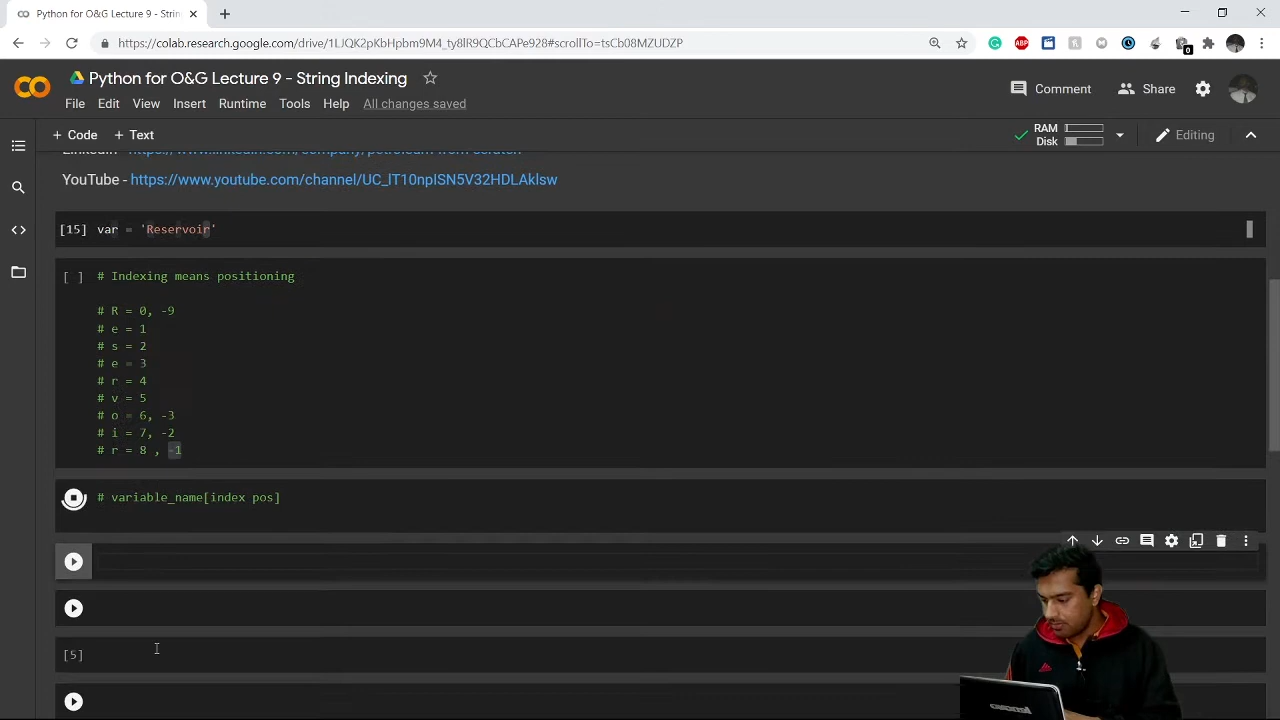 Python for O&G Lecture 9 - Strin
https://colab.research.google.com/drive/1LJQK2eKbHpbm9M4_ty8lR9OCbCAPe928#scrollTo=tsCb08MZUDZP
Python for O&G Lecture 9 - String Indexing
File Edit View Insert Runtime Tools Help All changes saved
Comment Share
+ Code + Text
RAM
Disk
Editing
YouTube - https://www.youtube.com/channel/UC_lT10npISN5V32HDLAklsw
[15] var = 'Reservoir'
[ ] # Indexing means positioning
# R = 0, -9
# e = 1
# s = 2
# e = 3
# r = 4
# v = 5
# o = 6, -3
# i = 7, -2
# r = 8 , -1
# variable_name[index pos]
[5]